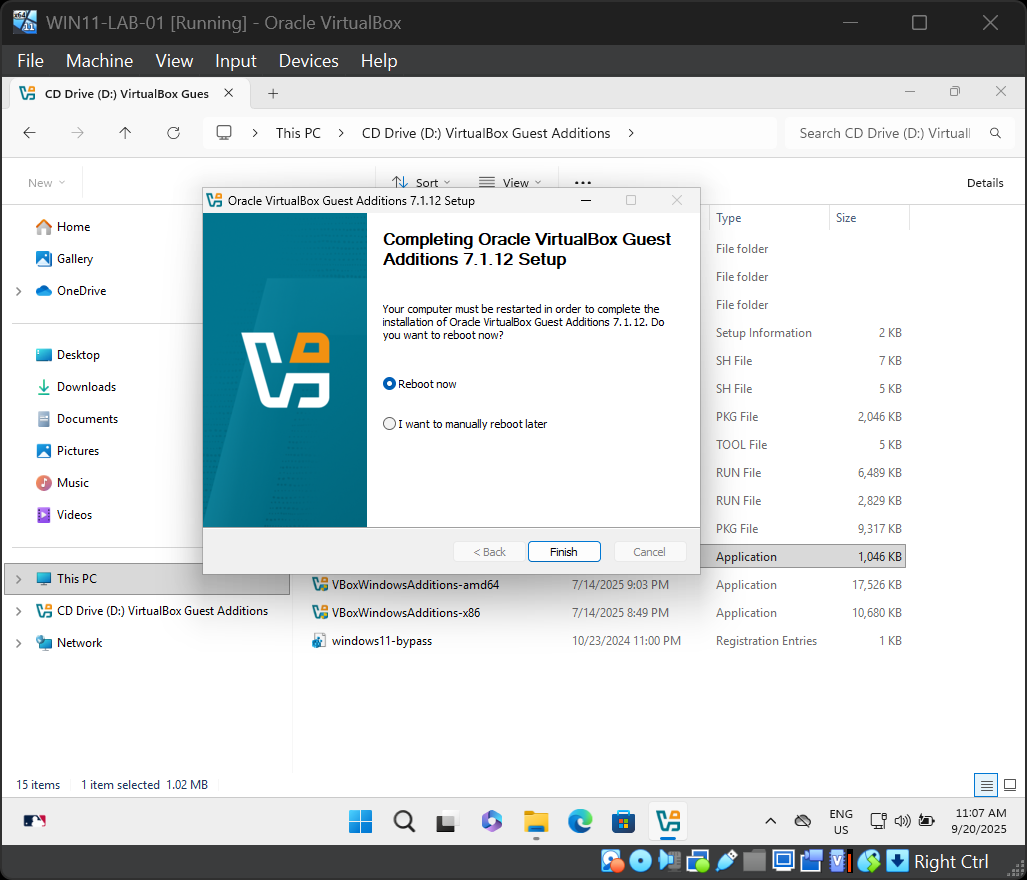 WIN11-LAB-01 [Running] - Oracle VirtualBox
File Machine View Input Devices Help
CD Drive (D:) VirtualBox Gues
This PC CD Drive (D:) VirtualBox Guest Additions
Search CD Drive (D:) Virtual
New Sort View Details
Oracle VirtualBox Guest Additions 7.1.12 Setup
Completing Oracle VirtualBox Guest
Additions 7.1.12 Setup
Your computer must be restarted in order to complete the
installation of Oracle VirtualBox Guest Additions 7.1.12. Do
you want to reboot now?
Reboot now
I want to manually reboot later
< Back Finish Cancel
Home
Gallery
OneDrive
Desktop
Downloads
Documents
Pictures
Music
Videos
This PC
CD Drive (D:) VirtualBox Guest Additions
Network
Type Size
File folder
File folder
File folder
Setup Information 2 KB
SH File 7 KB
SH File 5 KB
PKG File 2,046 KB
TOOL File 5 KB
RUN File 6,489 KB
RUN File 2,829 KB
PKG File 9,317 KB
Application 1,046 KB
VBoxWindowsAdditions-amd64 7/14/2025 9:03 PM Application 17,526 KB
VBoxWindowsAdditions-x86 7/14/2025 8:49 PM Application 10,680 KB
windows11-bypass 10/23/2024 11:00 PM Registration Entries 1 KB
15 items 1 item selected 1.02 MB
ENG
US
11:07 AM
9/20/2025
Right Ctrl